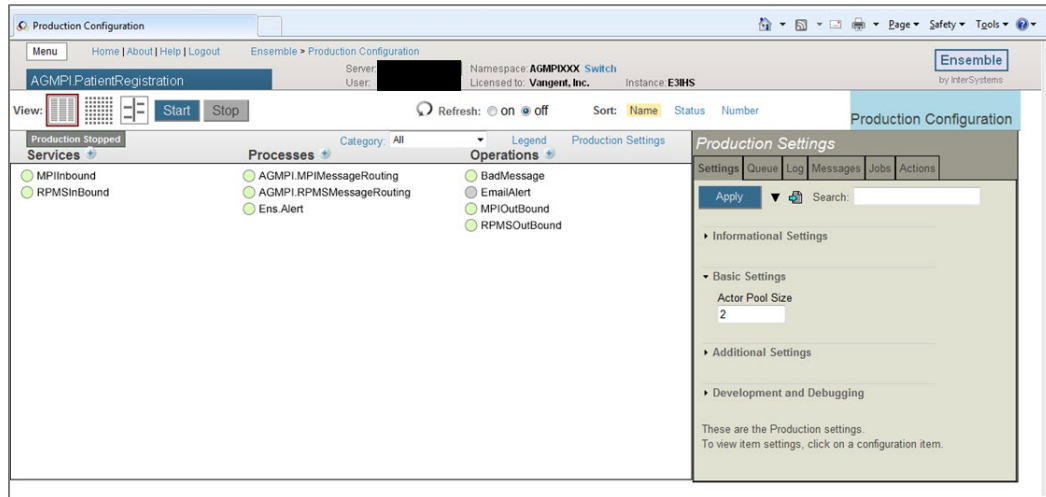 Production Configuration
Page Safety Tools
Menu Home | About | Help | Logout Ensemble > Production Configuration
Server: Namespace: AGMPIXXX Switch
Ensemble
AGMPI.PatientRegistration
User: Licensed to: Vangent, Inc. Instance: E3IHS
by InterSystems
View: Start Stop Refresh: on off Sort: Name Status Number
Production Configuration
Production Stopped
Category: All Legend Production Settings
Services Processes Operations
MPIInbound AGMPI.MPIMessageRouting BadMessage
RPMSInBound AGMPI.RPMSMessageRouting EmailAlert
Ens.Alert MPIOutBound
RPMSOutBound
Production Settings
Settings Queue Log Messages Jobs Actions
Apply Search:
Informational Settings
Basic Settings
Actor Pool Size
2
Additional Settings
Development and Debugging
These are the Production settings.
To view item settings, click on a configuration item.